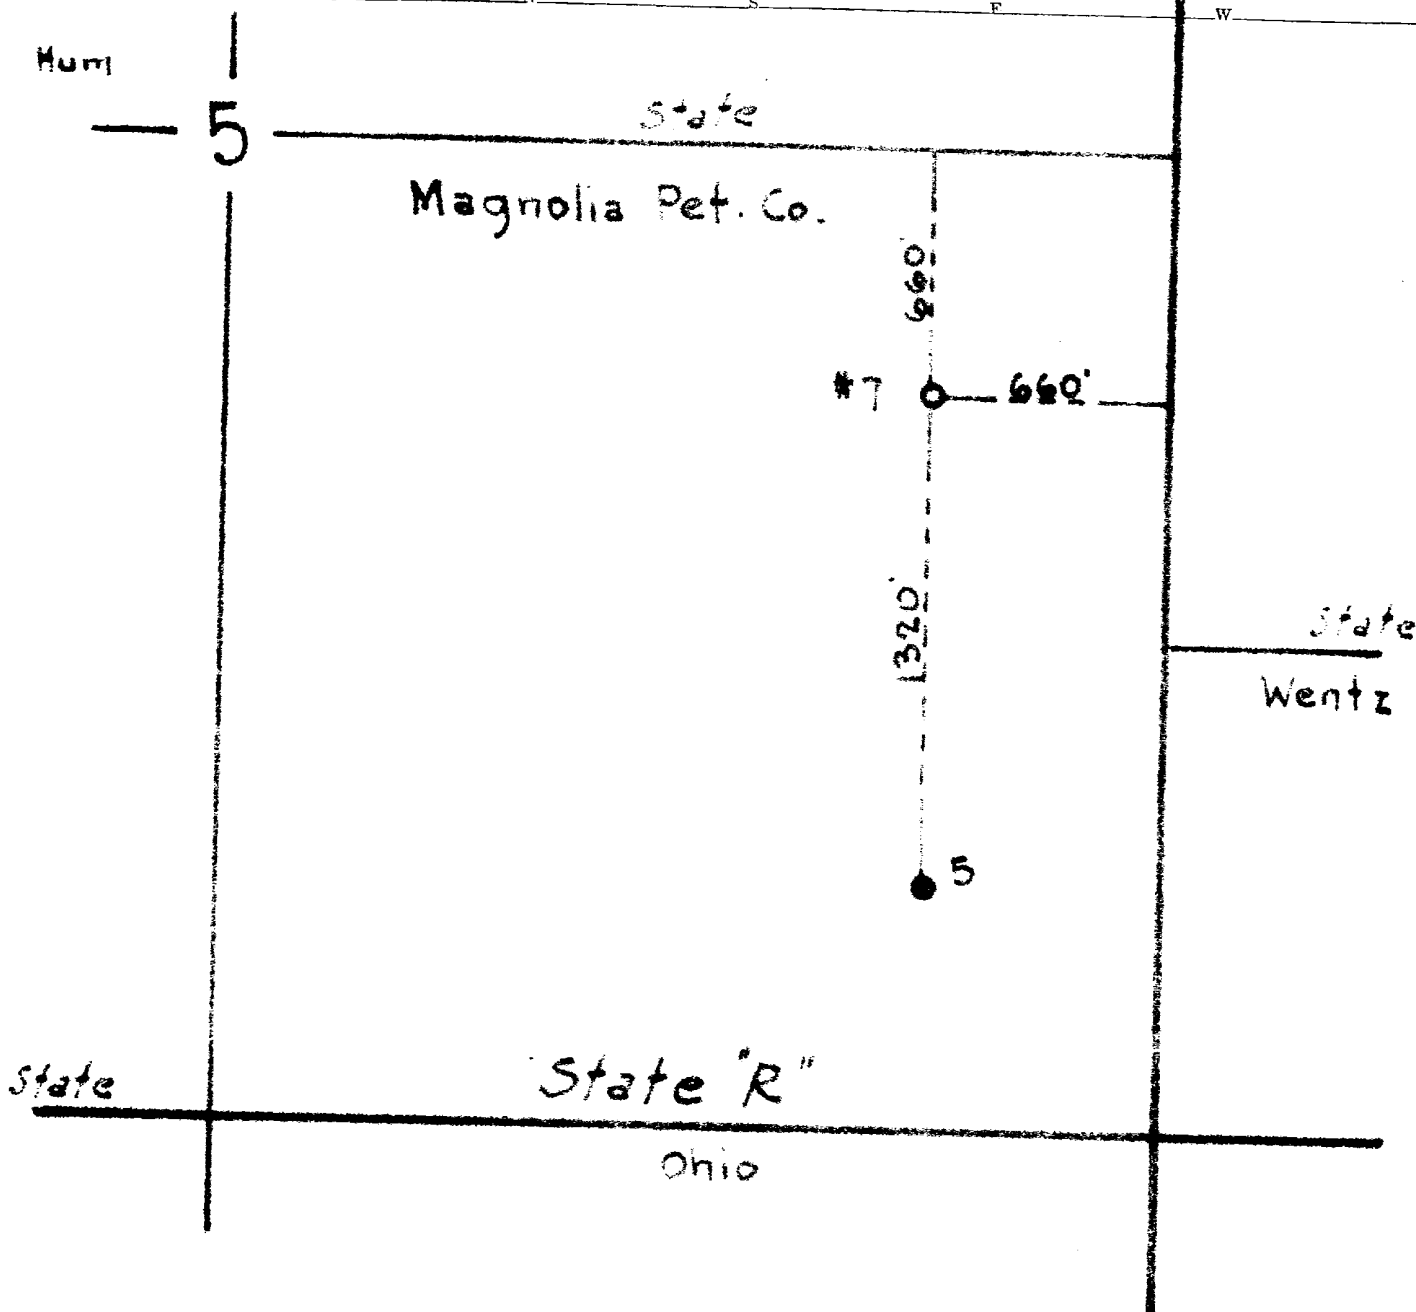 S E W
Hum
5
State
Magnolia Pet. Co.
660'
#7 660'
1320'
State
Wentz
5
State
State "R"
Ohio